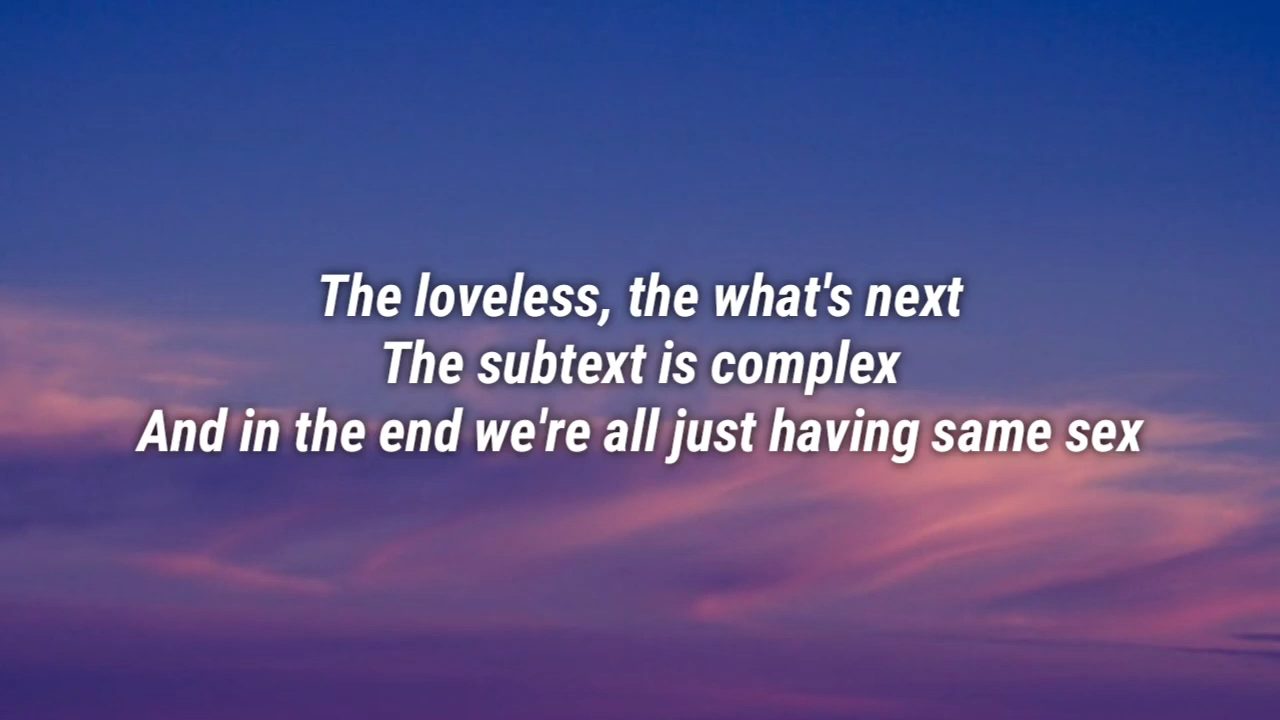 The loveless, the what's next
The subtext is complex
And in the end we're all just having same sex